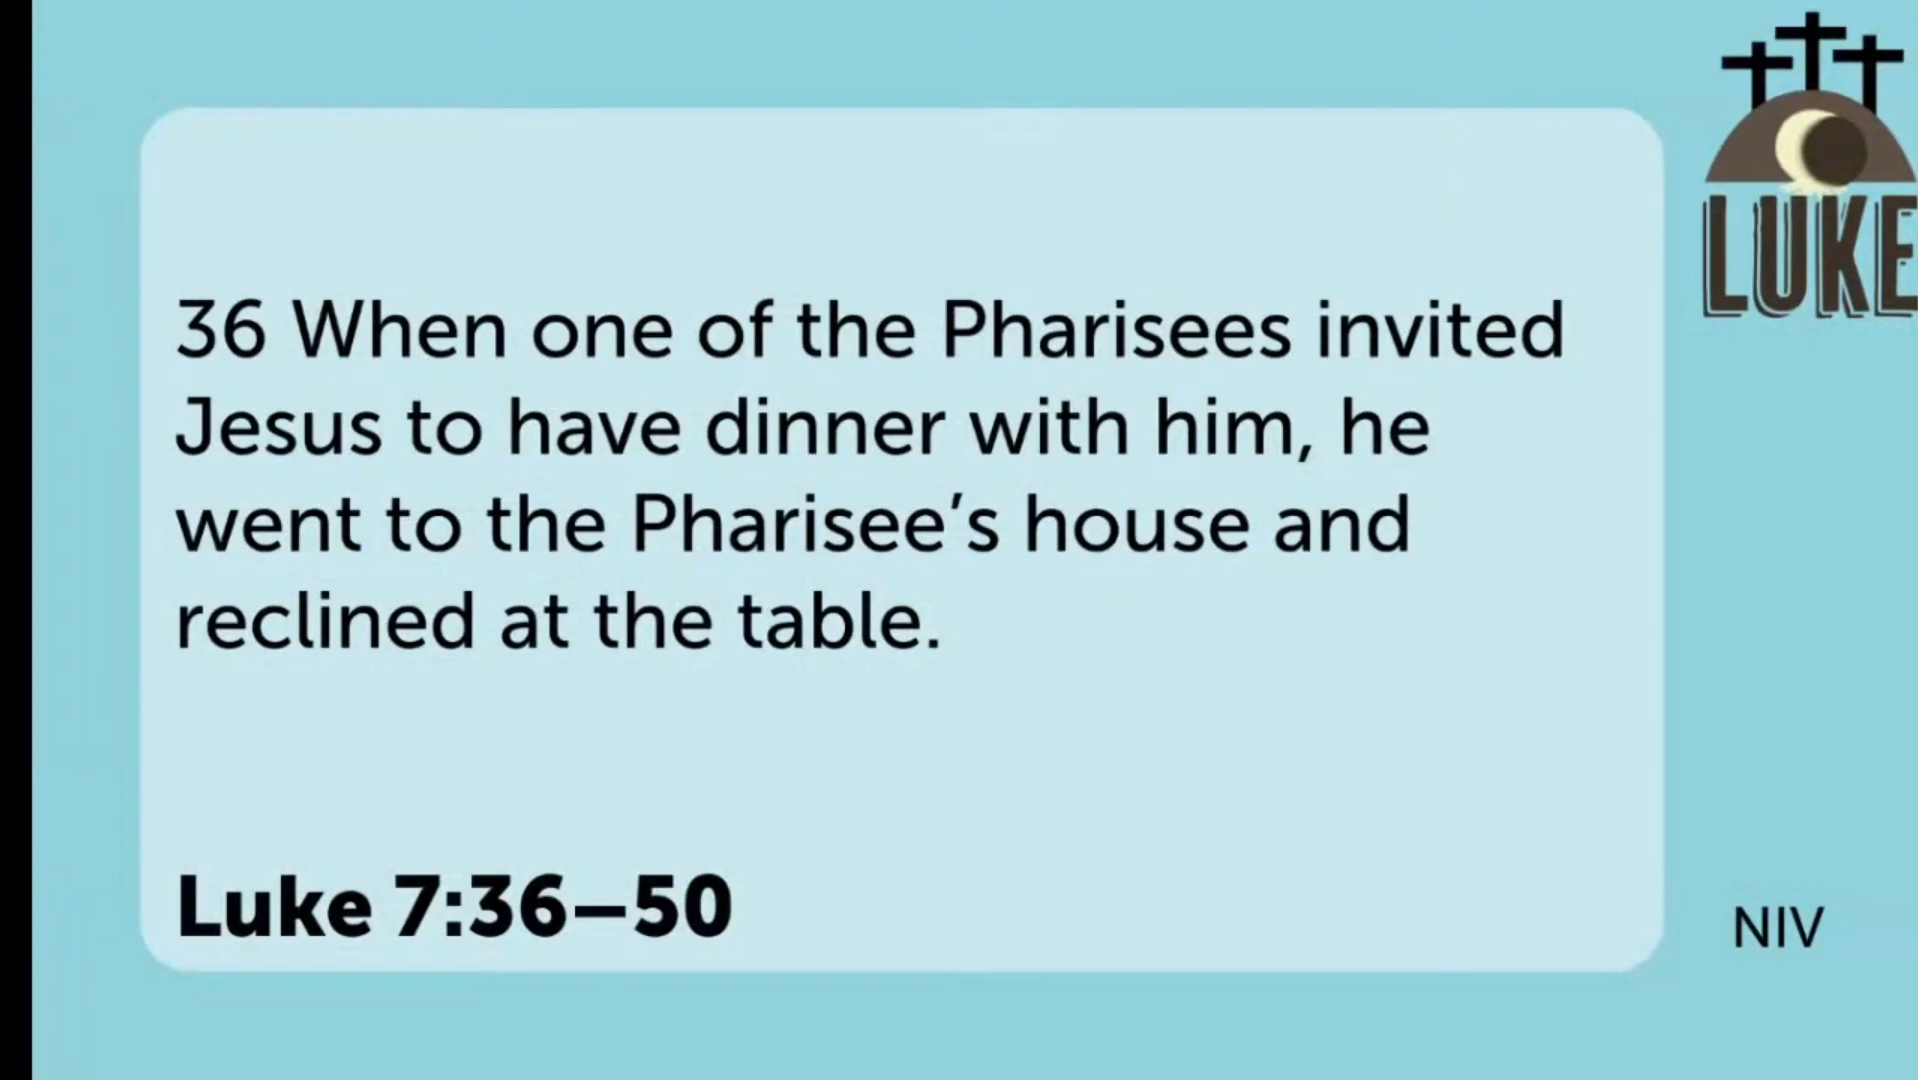 LUKE
36 When one of the Pharisees invited
Jesus to have dinner with him, he
went to the Pharisee’s house and
reclined at the table.
Luke 7:36–50
NIV